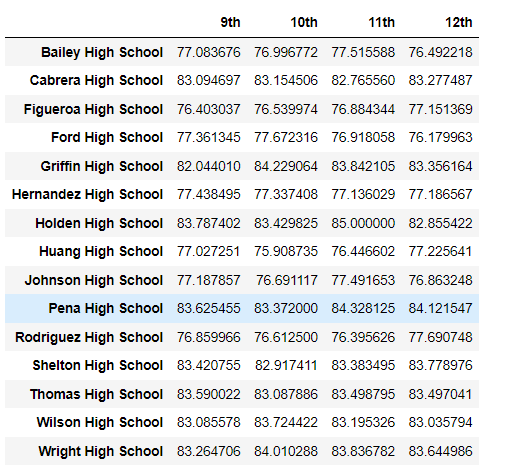 9th 10th 11th 12th
Bailey High School 77.083676 76.996772 77.515588 76.492218
Cabrera High School 83.094697 83.154506 82.765560 83.277487
Figueroa High School 76.403037 76.539974 76.884344 77.151369
Ford High School 77.361345 77.672316 76.918058 76.179963
Griffin High School 82.044010 84.229064 83.842105 83.356164
Hernandez High School 77.438495 77.337408 77.136029 77.186567
Holden High School 83.787402 83.429825 85.000000 82.855422
Huang High School 77.027251 75.908735 76.446602 77.225641
Johnson High School 77.187857 76.691117 77.491653 76.863248
Pena High School 83.625455 83.372000 84.328125 84.121547
Rodriguez High School 76.859966 76.612500 76.395626 77.690748
Shelton High School 83.420755 82.917411 83.383495 83.778976
Thomas High School 83.590022 83.087886 83.498795 83.497041
Wilson High School 83.085578 83.724422 83.195326 83.035794
Wright High School 83.264706 84.010288 83.836782 83.644986